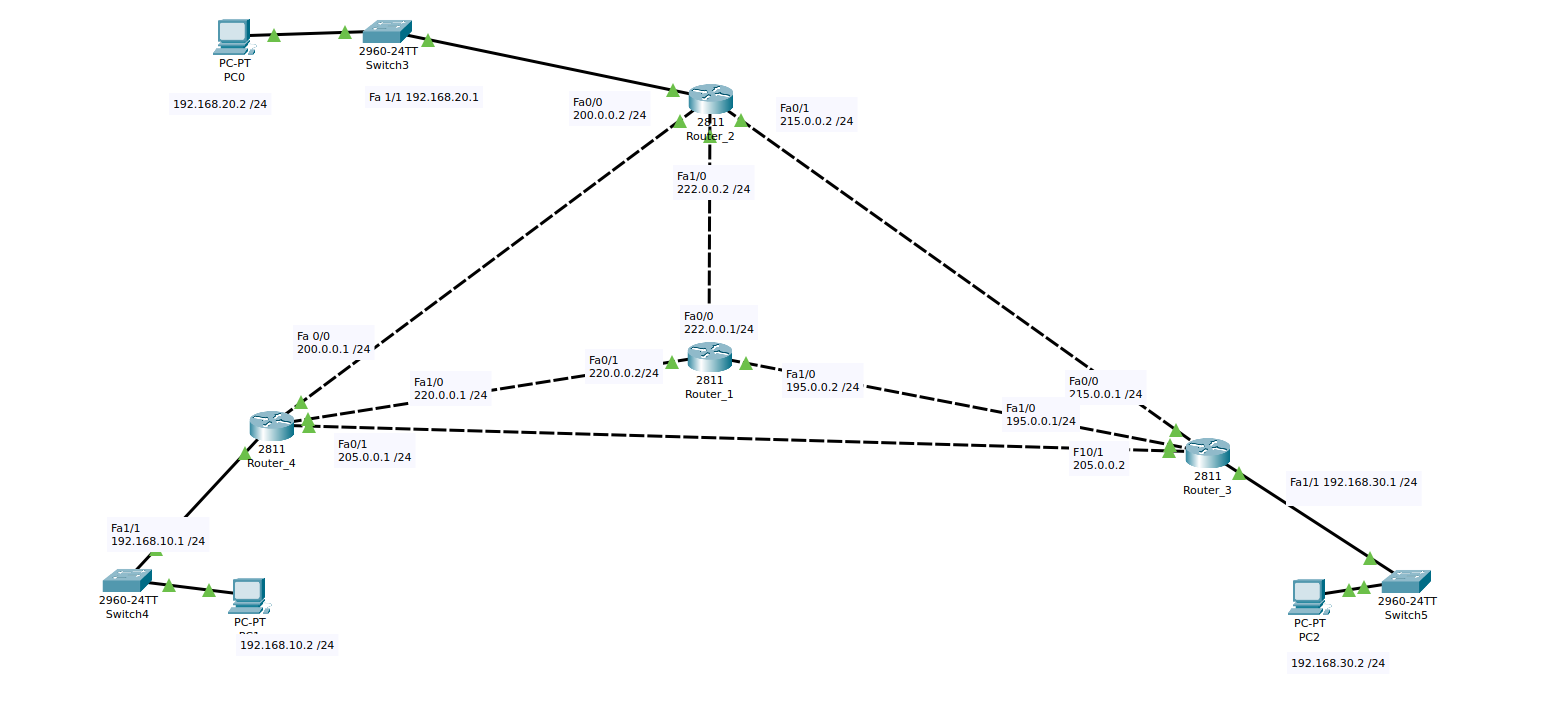 PC-PT
PC0
192.168.20.2 /24
2960-24TT
Switch3
Fa 1/1 192.168.20.1
Fa0/0
200.0.0.2 /24
2811
Router_2
Fa0/1
215.0.0.2 /24
Fa1/0
222.0.0.2 /24
Fa0/0
222.0.0.1/24
Fa 0/0
200.0.0.1 /24
Fa0/1
220.0.0.2/24
2811
Router_1
Fa1/0
195.0.0.2 /24
Fa1/0
220.0.0.1 /24
Fa0/0
215.0.0.1 /24
Fa1/0
195.0.0.1/24
2811
Router_4
Fa0/1
205.0.0.1 /24
F10/1
205.0.0.2
2811
Router_3
Fa1/1 192.168.30.1 /24
Fa1/1
192.168.10.1 /24
2960-24TT
Switch4
PC-PT
PC1
192.168.10.2 /24
PC-PT
PC2
192.168.30.2 /24
2960-24TT
Switch5